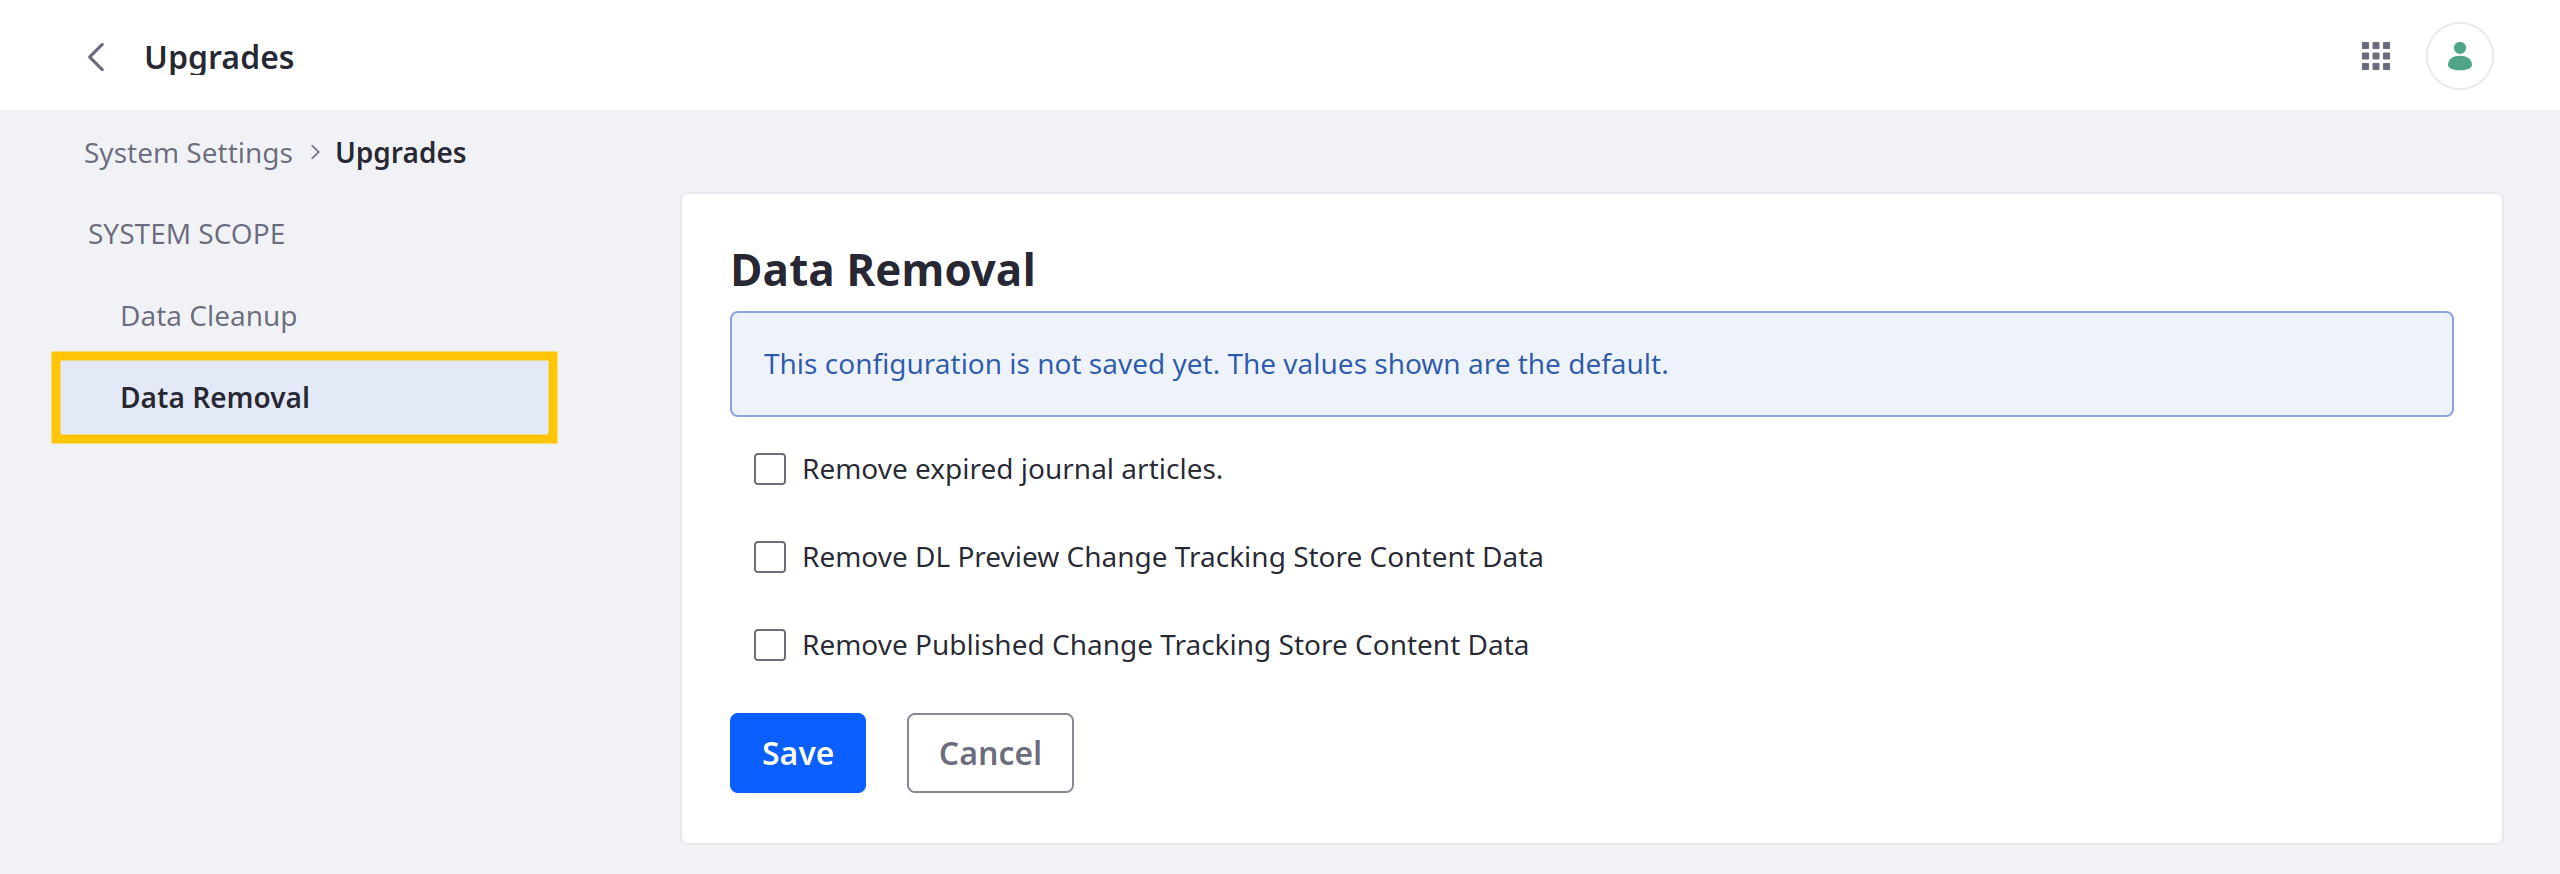 Upgrades
System Settings > Upgrades
SYSTEM SCOPE
Data Cleanup
Data Removal
Data Removal
This configuration is not saved yet. The values shown are the default.
Remove expired journal articles.
Remove DL Preview Change Tracking Store Content Data
Remove Published Change Tracking Store Content Data
Save Cancel